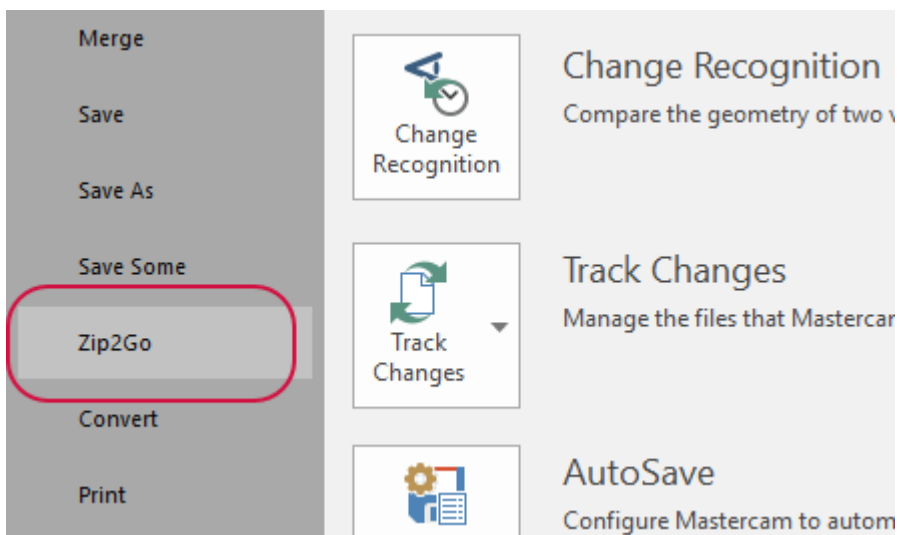 Merge
Save
Save As
Save Some
Zip2Go
Convert
Print
Change
Recognition
Change Recognition
Compare the geometry of two
Track
Changes
Track Changes
Manage the files that Mastercar
AutoSave
Configure Mastercam to autom